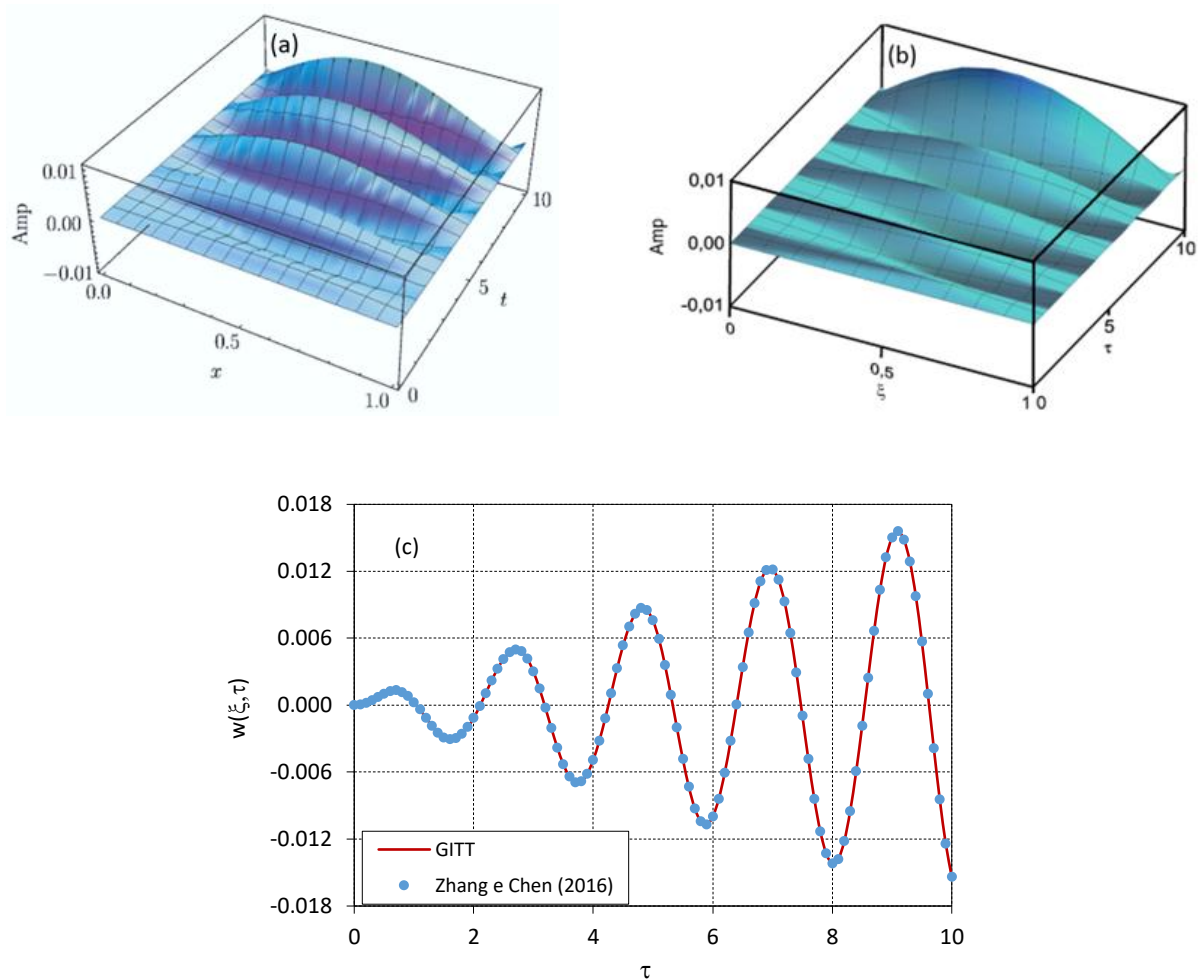 (a)
0.01
0.00
−0.01
Amp
0.0
0.5
1.0
x
0
5
10
t
(b)
0,01
0,00
-0,01
Amp
0
0,5
1 0
ξ
5
10
τ
(c)
0.018
0.012
0.006
0.000
-0.006
-0.012
-0.018
w(ξ,τ)
GITT
Zhang e Chen (2016)
0 2 4 6 8 10
τ